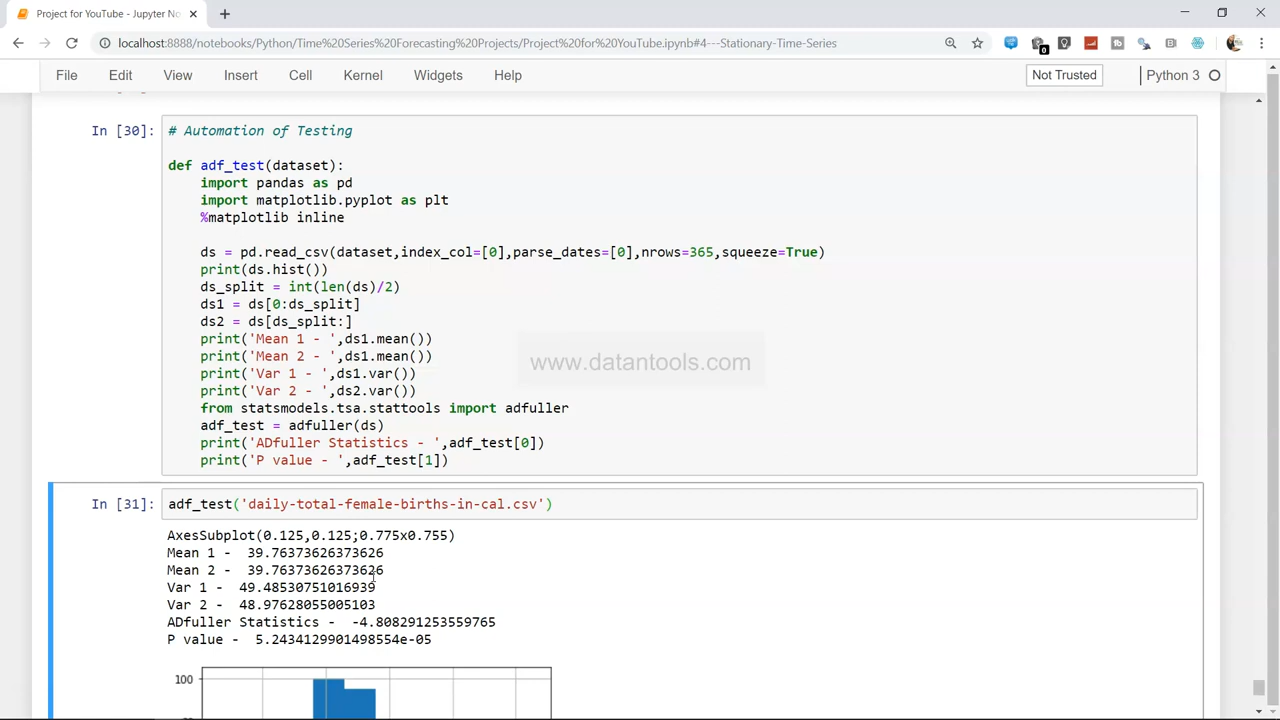 Project for YouTube - Jupyter No
localhost:8888/notebooks/Python/Time%20Series%20Forecasting%20Projects/Project%20for%20YouTube.ipynb#4---Stationary-Time-Series
File Edit View Insert Cell Kernel Widgets Help Not Trusted Python 3
In [30]: # Automation of Testing
def adf_test(dataset):
import pandas as pd
import matplotlib.pyplot as plt
%matplotlib inline
ds = pd.read_csv(dataset,index_col=[0],parse_dates=[0],nrows=365,squeeze=True)
print(ds.hist())
ds_split = int(len(ds)/2)
ds1 = ds[0:ds_split]
ds2 = ds[ds_split:]
print('Mean 1 - ',ds1.mean())
print('Mean 2 - ',ds1.mean())
www.datantools.com
print('Var 1 - ',ds1.var())
print('Var 2 - ',ds2.var())
from statsmodels.tsa.stattools import adfuller
adf_test = adfuller(ds)
print('ADfuller Statistics - ',adf_test[0])
print('P value - ',adf_test[1])
In [31]: adf_test('daily-total-female-births-in-cal.csv')
AxesSubplot(0.125,0.125;0.775x0.755)
Mean 1 -  39.76373626373626
Mean 2 -  39.76373626373626
Var 1 -  49.48530751016939
Var 2 -  48.97628055005103
ADfuller Statistics -  -4.808291253559765
P value -  5.2434129901498554e-05
100